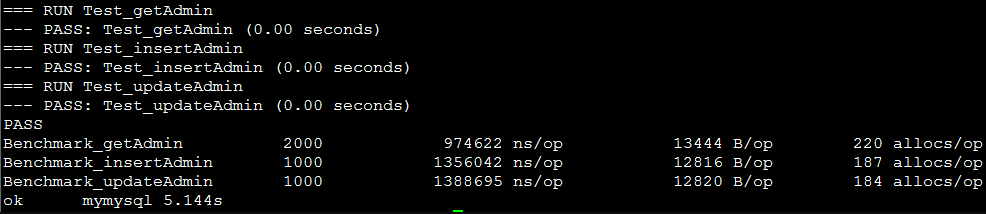 === RUN Test_getAdmin
--- PASS: Test_getAdmin (0.00 seconds)
=== RUN Test_insertAdmin
--- PASS: Test_insertAdmin (0.00 seconds)
=== RUN Test_updateAdmin
--- PASS: Test_updateAdmin (0.00 seconds)
PASS
Benchmark_getAdmin 2000 974622 ns/op 13444 B/op 220 allocs/op
Benchmark_insertAdmin 1000 1356042 ns/op 12816 B/op 187 allocs/op
Benchmark_updateAdmin 1000 1388695 ns/op 12820 B/op 184 allocs/op
ok mymysql 5.144s